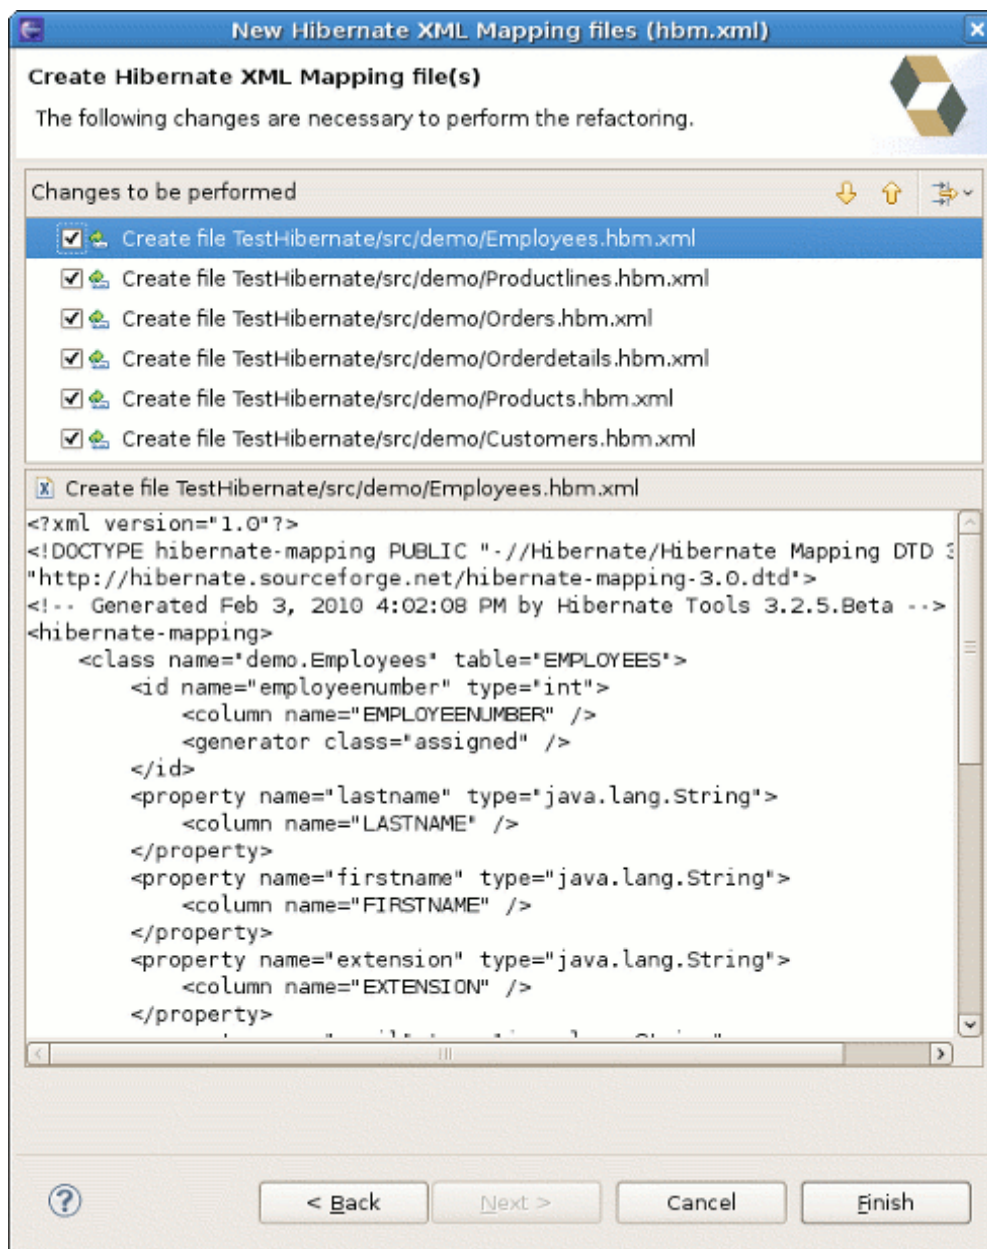 New Hibernate XML Mapping files (hbm.xml)
Create Hibernate XML Mapping file(s)
The following changes are necessary to perform the refactoring.
Changes to be performed
Create file TestHibernate/src/demo/Employees.hbm.xml
Create file TestHibernate/src/demo/Productlines.hbm.xml
Create file TestHibernate/src/demo/Orders.hbm.xml
Create file TestHibernate/src/demo/Orderdetails.hbm.xml
Create file TestHibernate/src/demo/Products.hbm.xml
Create file TestHibernate/src/demo/Customers.hbm.xml
Create file TestHibernate/src/demo/Employees.hbm.xml
<?xml version="1.0"?>
<!DOCTYPE hibernate-mapping PUBLIC "-//Hibernate/Hibernate Mapping DTD 3
"http://hibernate.sourceforge.net/hibernate-mapping-3.0.dtd">
<!-- Generated Feb 3, 2010 4:02:08 PM by Hibernate Tools 3.2.5.Beta -->
<hibernate-mapping>
    <class name="demo.Employees" table="EMPLOYEES">
        <id name="employeenumber" type="int">
            <column name="EMPLOYEENUMBER" />
            <generator class="assigned" />
        </id>
        <property name="lastname" type="java.lang.String">
            <column name="LASTNAME" />
        </property>
        <property name="firstname" type="java.lang.String">
            <column name="FIRSTNAME" />
        </property>
        <property name="extension" type="java.lang.String">
            <column name="EXTENSION" />
        </property>
< Back
Next >
Cancel
Finish